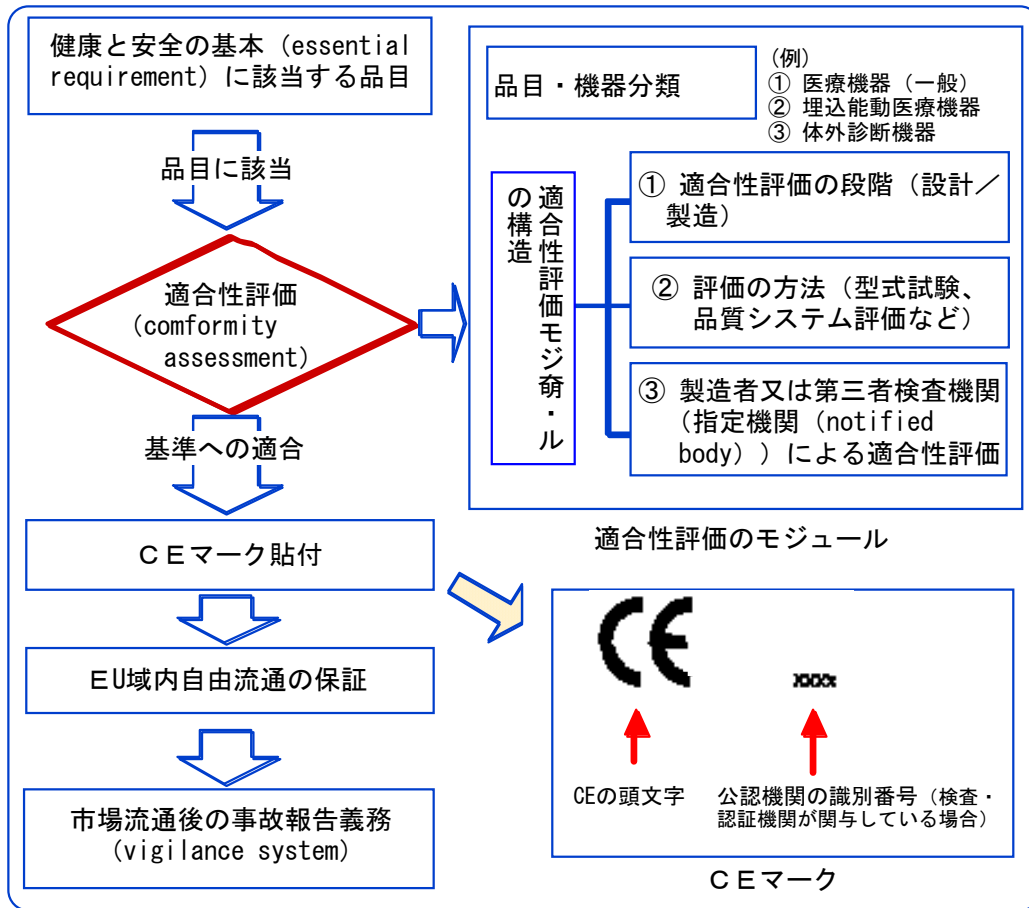 健康と安全の基本（essential
requirement）に該当する品目
品目に該当
適合性評価
（comformity
assessment）
基準への適合
ＣＥマーク貼付
ＥU域内自由流通の保証
市場流通後の事故報告義務
（vigilance system）
品目・機器分類
（例）
① 医療機器（一般）
② 埋込能動医療機器
③ 体外診断機器
適合性評価モジ奇・ル
の構造
① 適合性評価の段階（設計／
製造）
② 評価の方法（型式試験、
品質システム評価など）
③ 製造者又は第三者検査機関
（指定機関（notified
body））による適合性評価
適合性評価のモジュール
CE
xxxx
CEの頭文字
公認機関の識別番号（検査・
認証機関が関与している場合）
ＣＥマーク